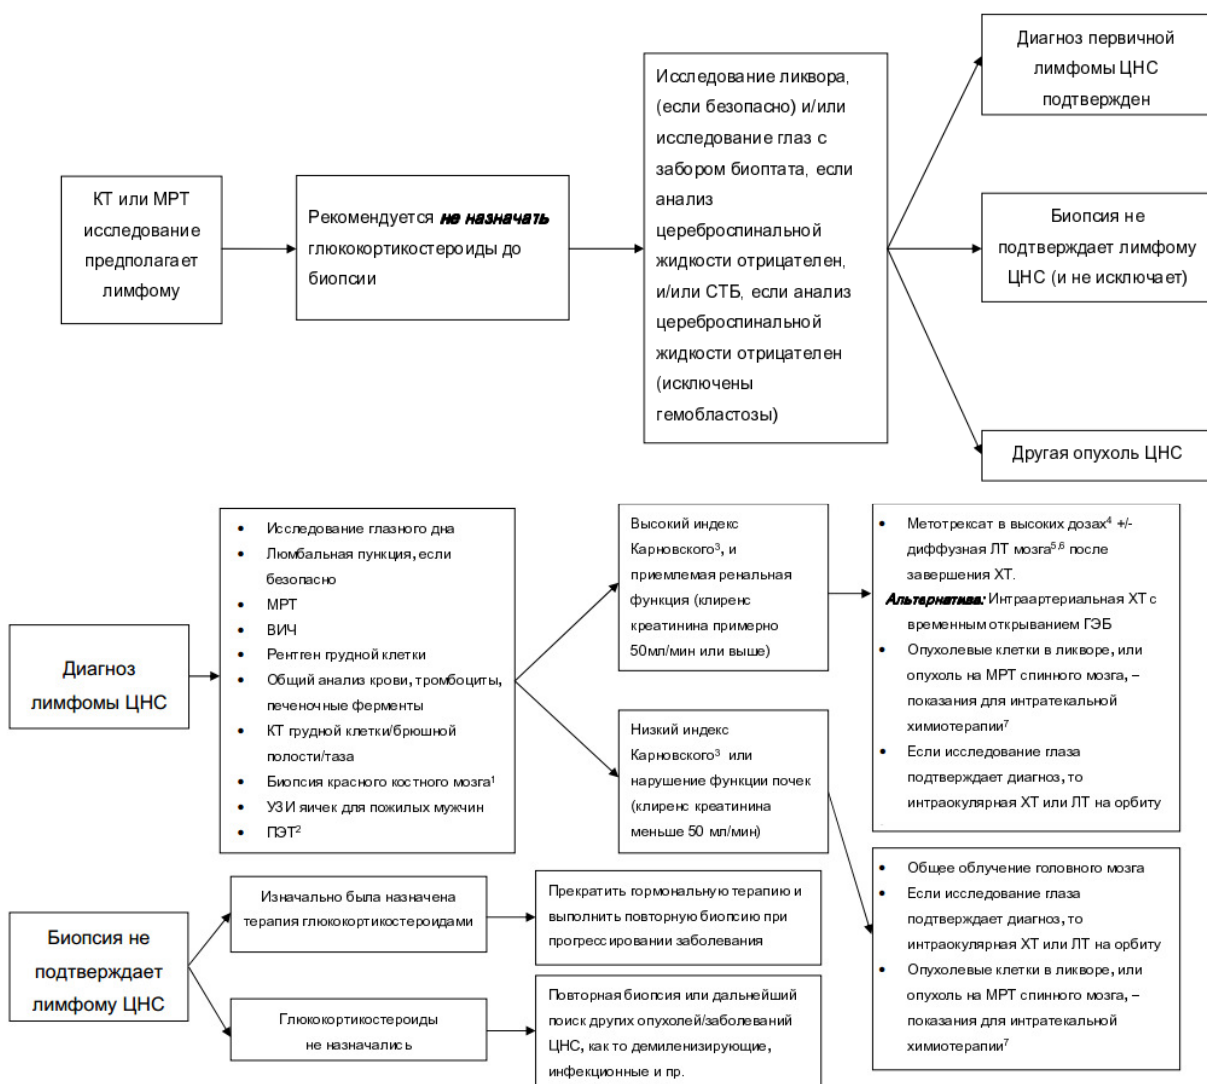 КТ или МРТ
исследование
предполагает
лимфому
Рекомендуется не назначать
глюкокортикостероиды до
биопсии
Исследование ликвора,
(если безопасно) и/или
исследование глаз с
забором биоптата, если
анализ
цереброспинальной
жидкости отрицателен,
и/или СТБ, если анализ
цереброспинальной
жидкости отрицателен
(исключены
гемобластозы)
Диагноз первичной
лимфомы ЦНС
подтвержден
Биопсия не
подтверждает лимфому
ЦНС (и не исключает)
Другая опухоль ЦНС
Диагноз
лимфомы ЦНС
• Исследование глазного дна
• Люмбальная пункция, если
безопасно
• МРТ
• ВИЧ
• Рентген грудной клетки
• Общий анализ крови, тромбоциты,
печеночные ферменты
• КТ грудной клетки/брюшной
полости/таза
• Биопсия красного костного мозга¹
• УЗИ яичек для пожилых мужчин
• ПЭТ²
Высокий индекс
Карновского³, и
приемлемая ренальная
функция (клиренс
креатинина примерно
50мл/мин или выше)
Низкий индекс
Карновского³ или
нарушение функции почек
(клиренс креатинина
меньше 50 мл/мин)
• Метотрексат в высоких дозах⁴ +/-
диффузная ЛТ мозга⁵,⁶ после
завершения ХТ.
Альтернатива: Интраартериальная ХТ с
временным открыванием ГЭБ
• Опухолевые клетки в ликворе, или
опухоль на МРТ спинного мозга, –
показания для интратекальной
химиотерапии⁷
• Если исследование глаза
подтверждает диагноз, то
интраокулярная ХТ или ЛТ на орбиту
• Общее облучение головного мозга
• Если исследование глаза
подтверждает диагноз, то
интраокулярная ХТ или ЛТ на орбиту
• Опухолевые клетки в ликворе, или
опухоль на МРТ спинного мозга, –
показания для интратекальной
химиотерапии⁷
Биопсия не
подтверждает
лимфому ЦНС
Изначально была назначена
терапия глюкокортикостероидами
Прекратить гормональную терапию и
выполнить повторную биопсию при
прогрессировании заболевания
Глюкокортикостероиды
не назначались
Повторная биопсия или дальнейший
поиск других опухолей/заболеваний
ЦНС, как то демиленизирующие,
инфекционные и пр.